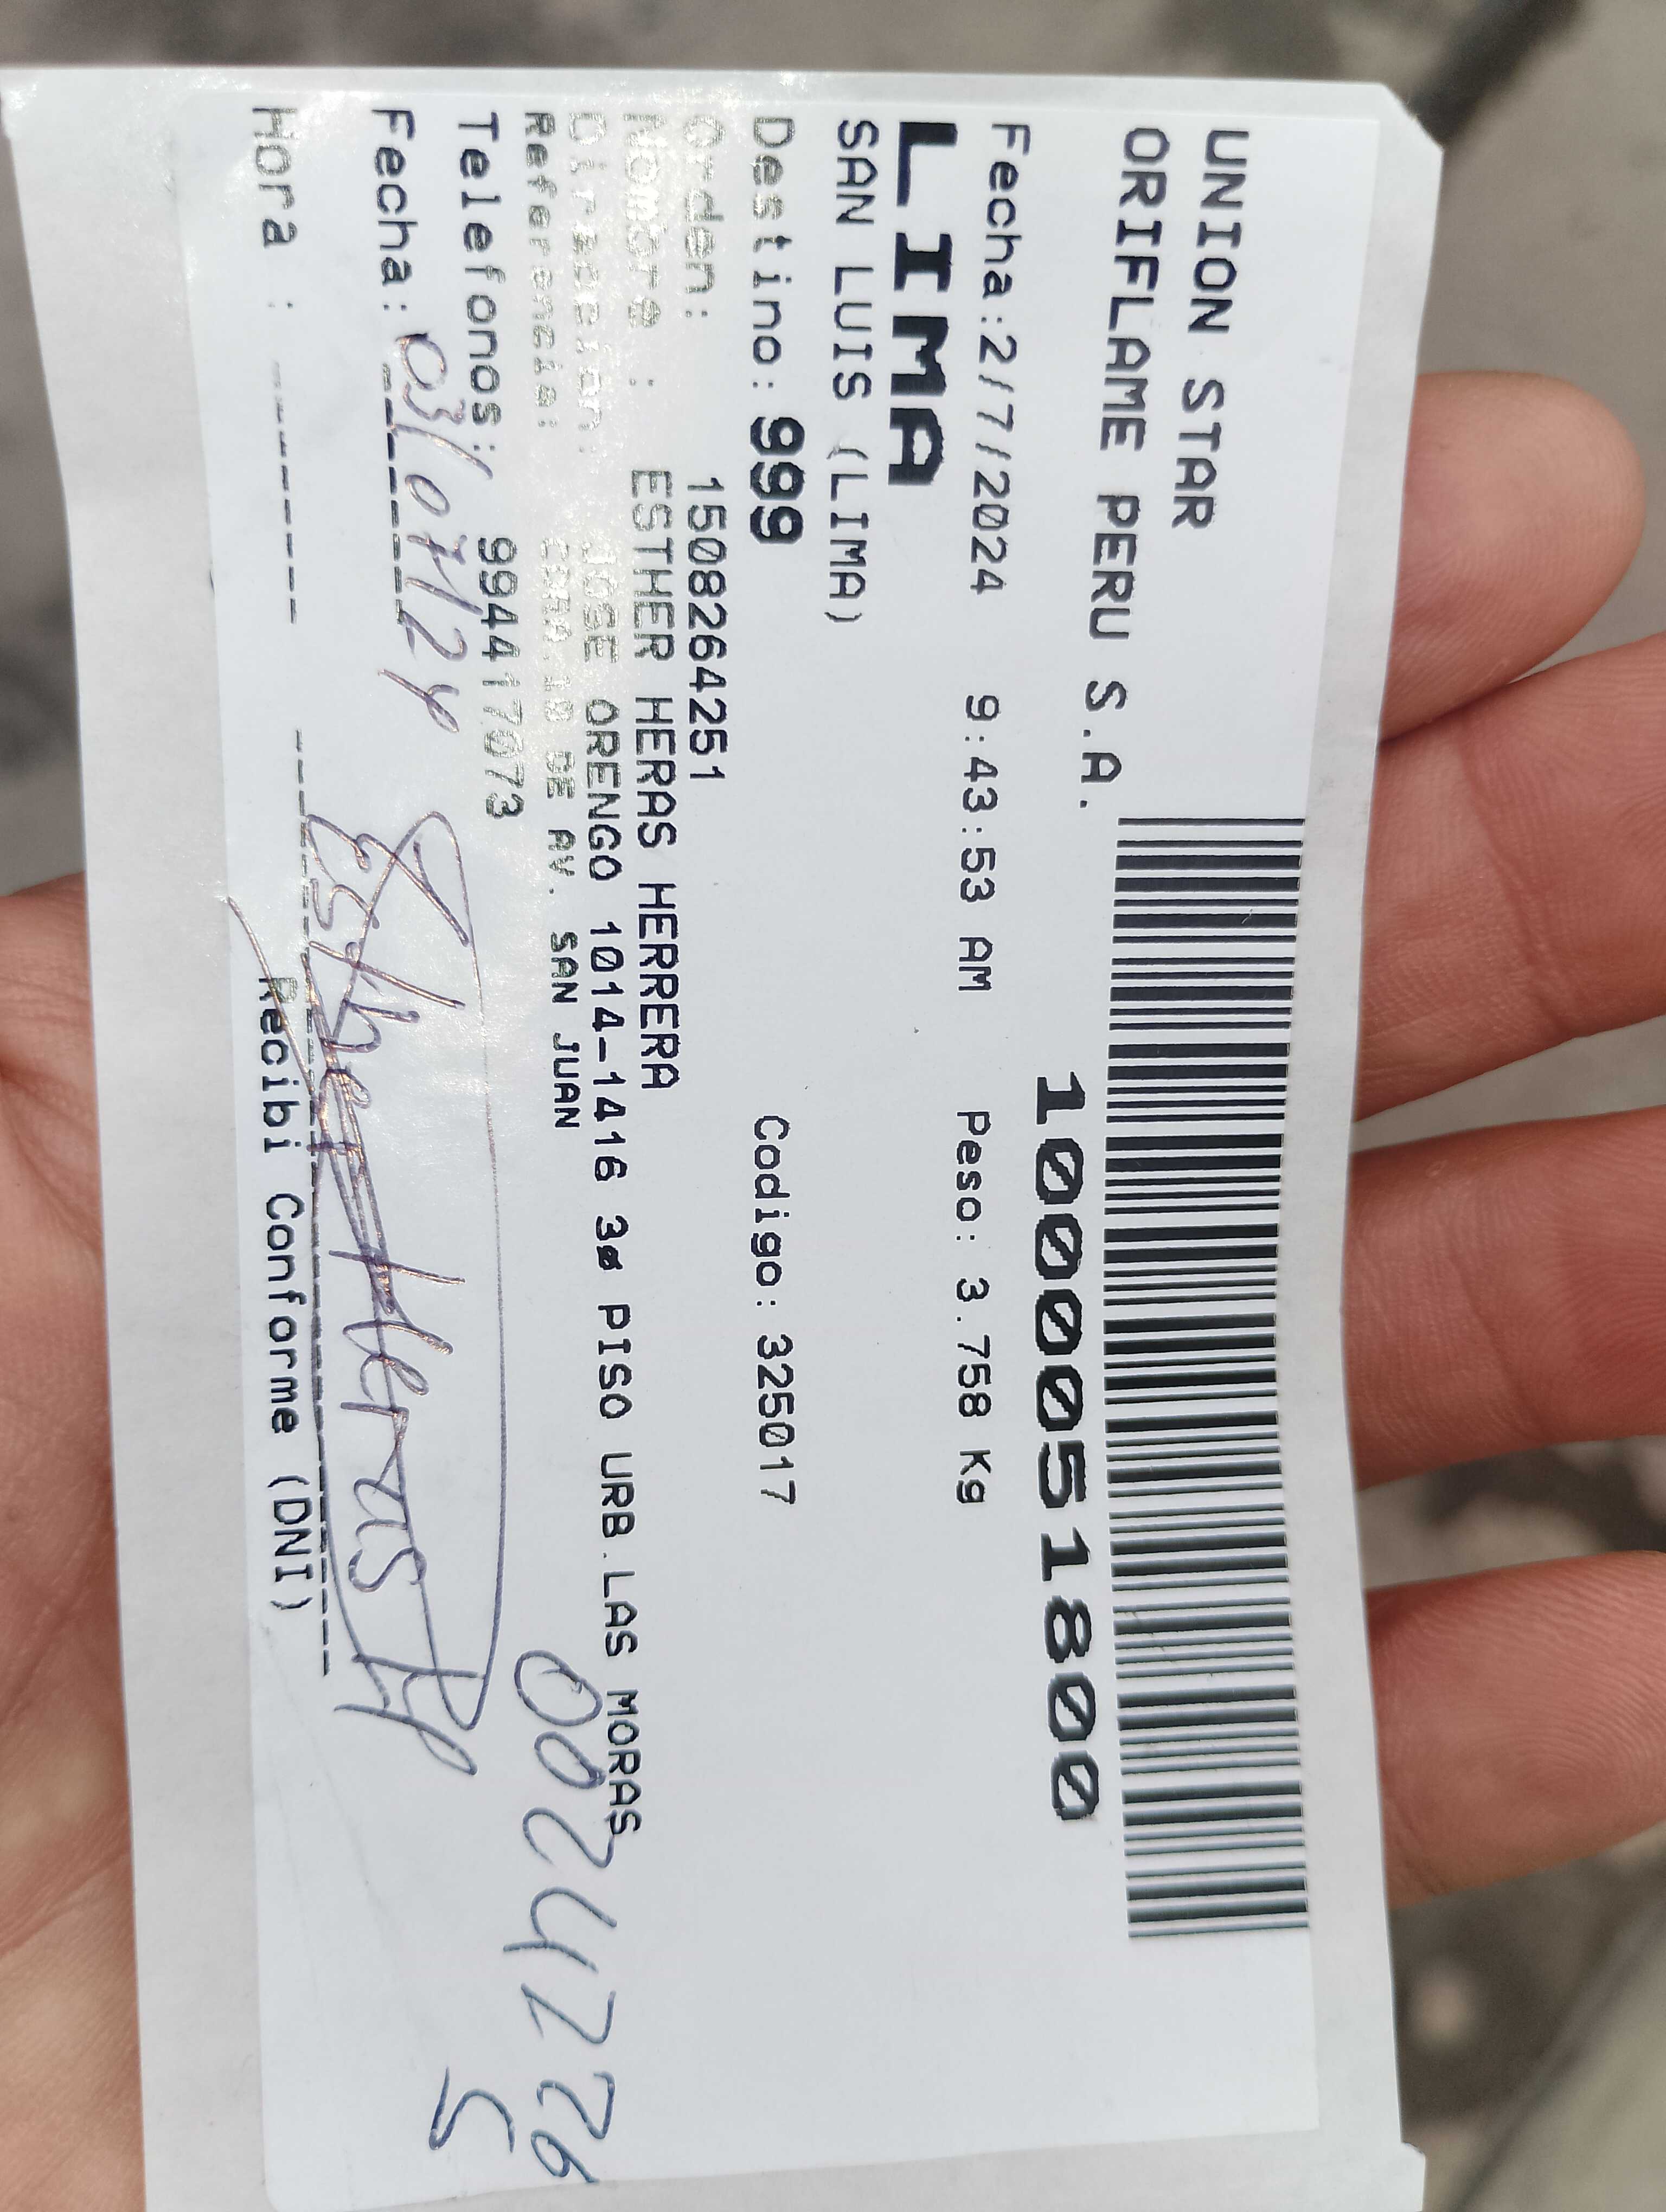 UNION STAR
ORIFLAME PERU S.A.
10000051800
Fecha:2/7/2024 9:43:53 AM Peso: 3.758 Kg
LIMA
SAN LUIS (LIMA)
Destino: 999 Codigo: 325017
Orden: 1508264251
Nombre : ESTHER HERAS HERRERA
Direccion: JOSE ORENGO 1014-1416 3ø PISO URB.LAS MORAS
Referencia: CDRA.10 DE AV. SAN JUAN
Telefonos: 994417073
Fecha: 03/07/24
Esther Heras H
Hora :
Recibi Conforme (DNI)